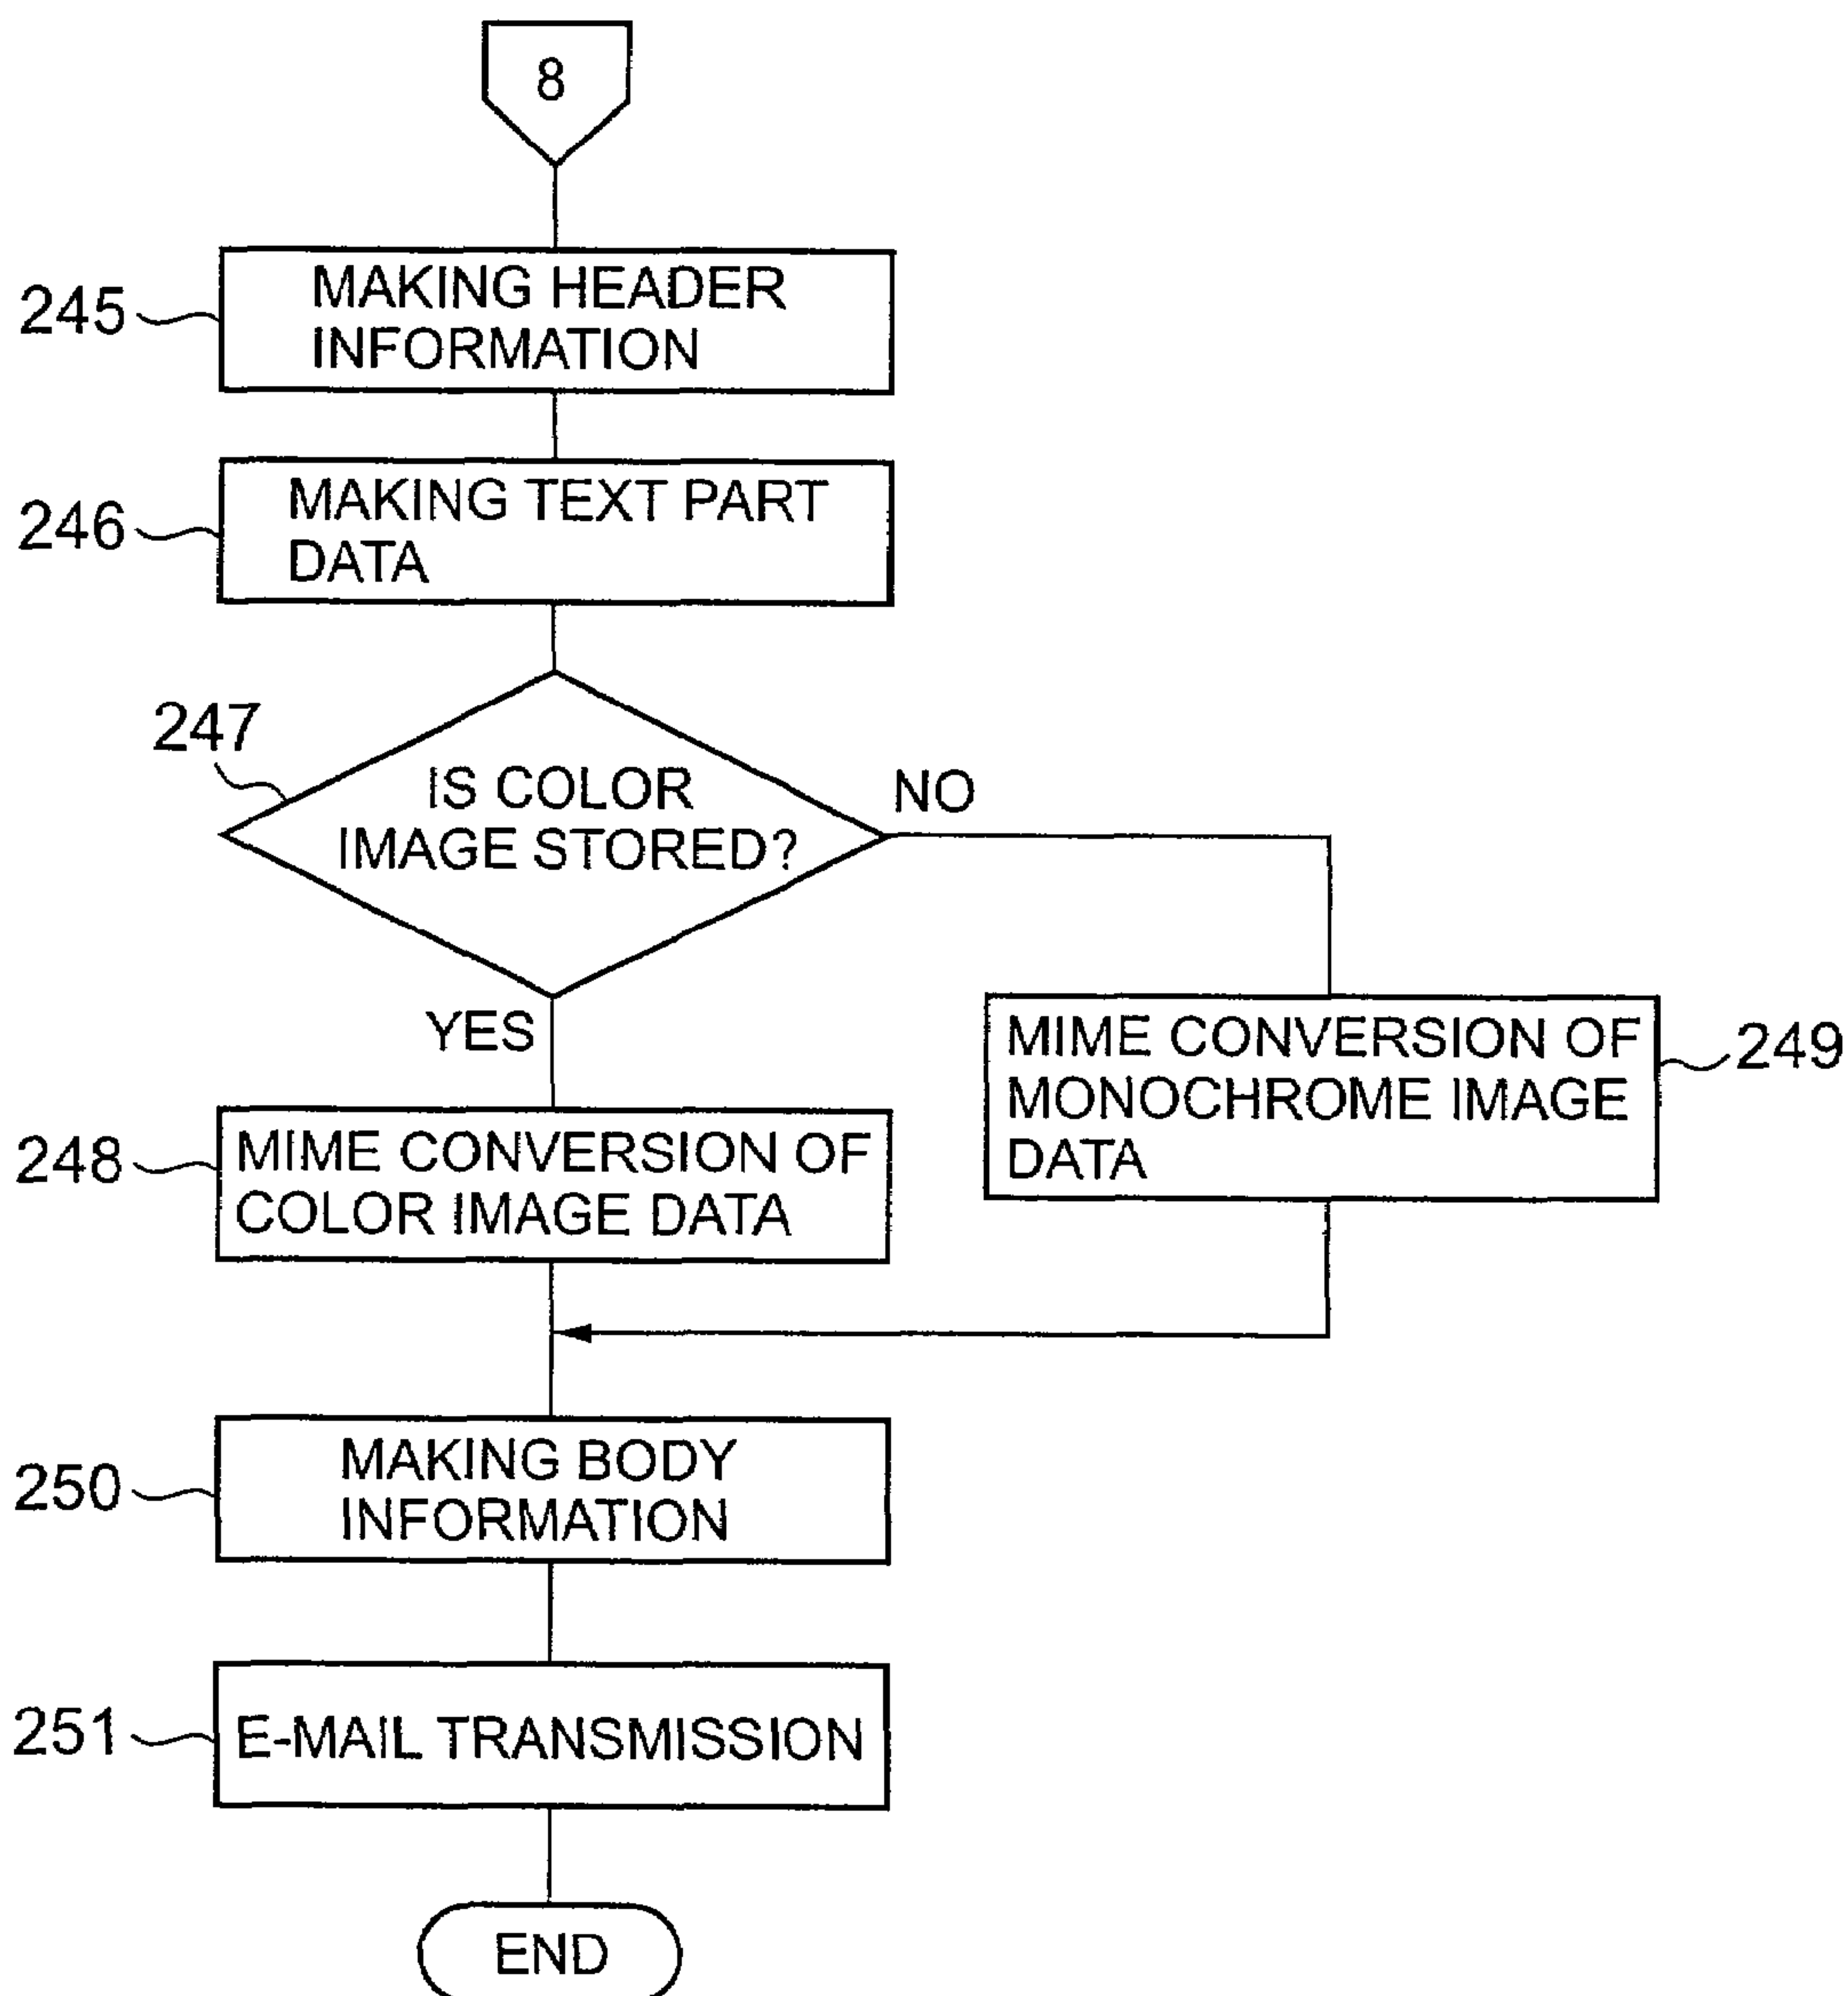 8
245
MAKING HEADER
INFORMATION
246
MAKING TEXT PART
DATA
247
IS COLOR
IMAGE STORED?
NO
YES
MIME CONVERSION OF
MONOCHROME IMAGE
DATA
249
248
MIME CONVERSION OF
COLOR IMAGE DATA
250
MAKING BODY
INFORMATION
251
E-MAIL TRANSMISSION
END